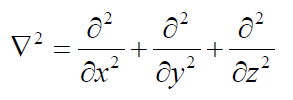 ∇² = ∂²/∂x² + ∂²/∂y² + ∂²/∂z²